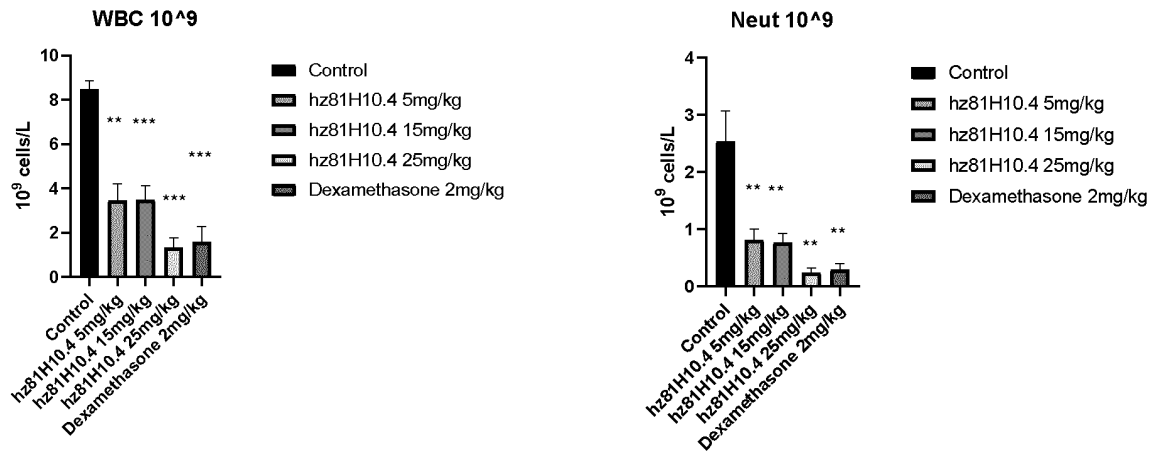 WBC 10^9
10
8
6
4
2
0
10⁹ cells/L
** *** *** ***
Control
hz81H10.4 5mg/kg
hz81H10.4 15mg/kg
hz81H10.4 25mg/kg
Dexamethasone 2mg/kg
Control
hz81H10.4 5mg/kg
hz81H10.4 15mg/kg
hz81H10.4 25mg/kg
Dexamethasone 2mg/kg
Neut 10^9
4
3
2
1
0
10⁹ cells/L
** ** ** **
Control
hz81H10.4 5mg/kg
hz81H10.4 15mg/kg
hz81H10.4 25mg/kg
Dexamethasone 2mg/kg
Control
hz81H10.4 5mg/kg
hz81H10.4 15mg/kg
hz81H10.4 25mg/kg
Dexamethasone 2mg/kg